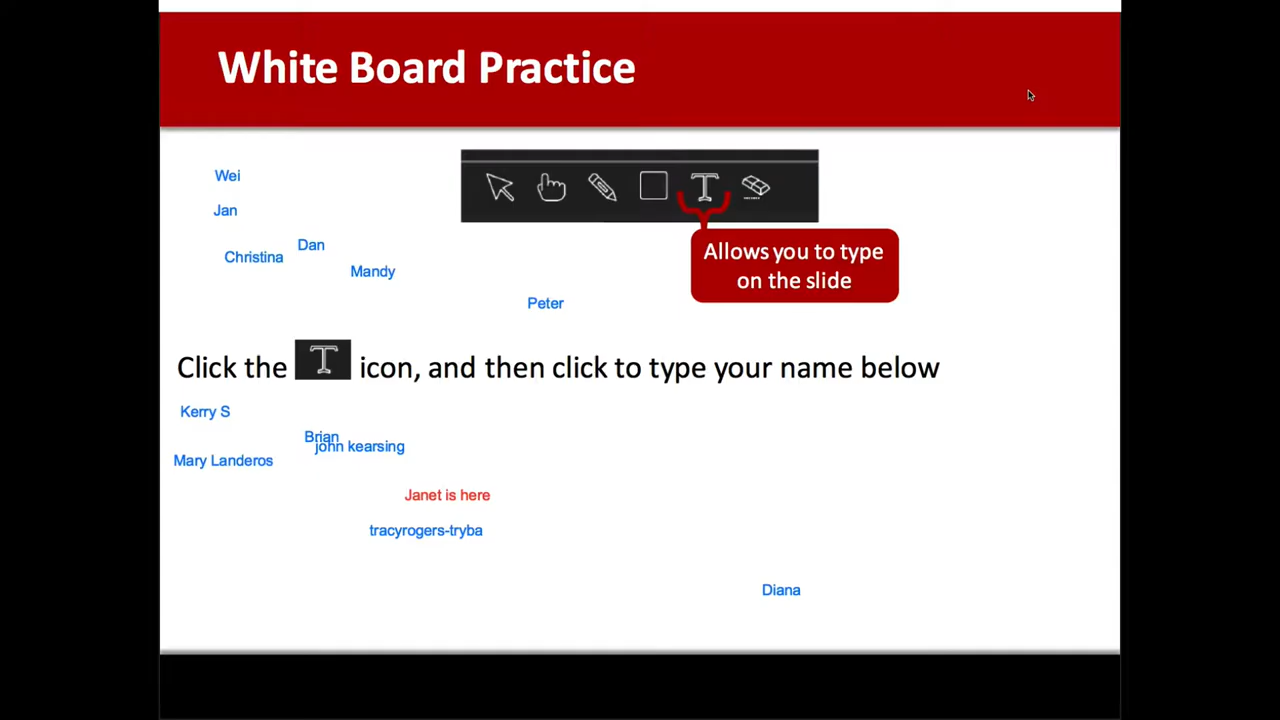 White Board Practice
Wei
Jan
Dan
Christina
Mandy
Allows you to type
on the slide
Peter
Click the T icon, and then click to type your name below
Kerry S
Brian
john kearsing
Mary Landeros
Janet is here
tracyrogers-tryba
Diana